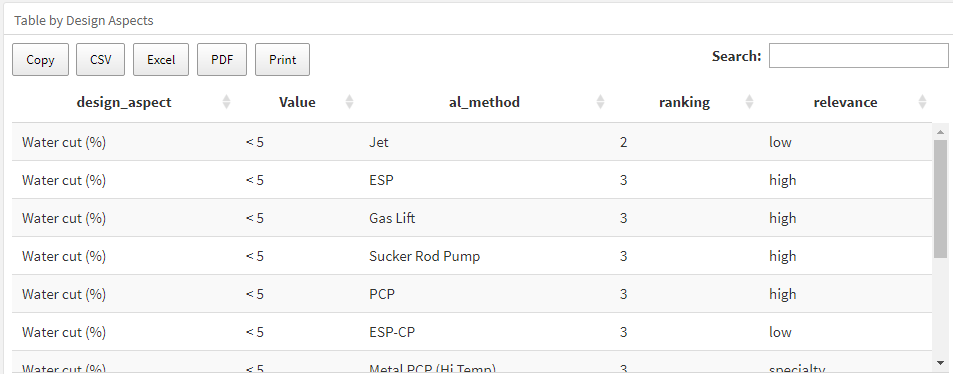 Table by Design Aspects
Copy CSV Excel PDF Print Search:
design_aspect Value al_method ranking relevance
Water cut (%) < 5 Jet 2 low
Water cut (%) < 5 ESP 3 high
Water cut (%) < 5 Gas Lift 3 high
Water cut (%) < 5 Sucker Rod Pump 3 high
Water cut (%) < 5 PCP 3 high
Water cut (%) < 5 ESP-CP 3 low
Water cut (%) < 5 Metal PCP (Hi Temp) 3 specialty